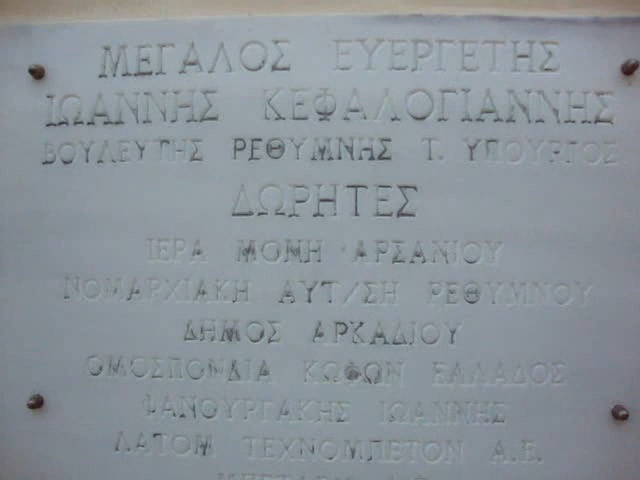 ΜΕΓΑΛΟΣ ΕΥΕΡΓΕΤΗΣ
ΙΩΑΝΝΗΣ ΚΕΦΑΛΟΓΙΑΝΝΗΣ
ΒΟΥΛΕΥΤΗΣ ΡΕΘΥΜΝΗΣ Τ. ΥΠΟΥΡΓΟΣ
ΔΩΡΗΤΕΣ
ΙΕΡΑ ΜΟΝΗ ΑΡΣΑΝΙΟΥ
ΝΟΜΑΡΧΙΑΚΗ ΑΥΤ/ΣΗ ΡΕΘΥΜΝΟΥ
ΔΗΜΟΣ ΑΡΚΑΔΙΟΥ
ΟΜΟΣΠΟΝΔΙΑ ΚΩΦΩΝ ΕΛΛΑΔΟΣ
ΦΑΝΟΥΡΓΑΚΗΣ ΙΩΑΝΝΗΣ
ΛΑΤΟΜ ΤΕΧΝΟΜΠΕΤΟΝ Α.Ε.